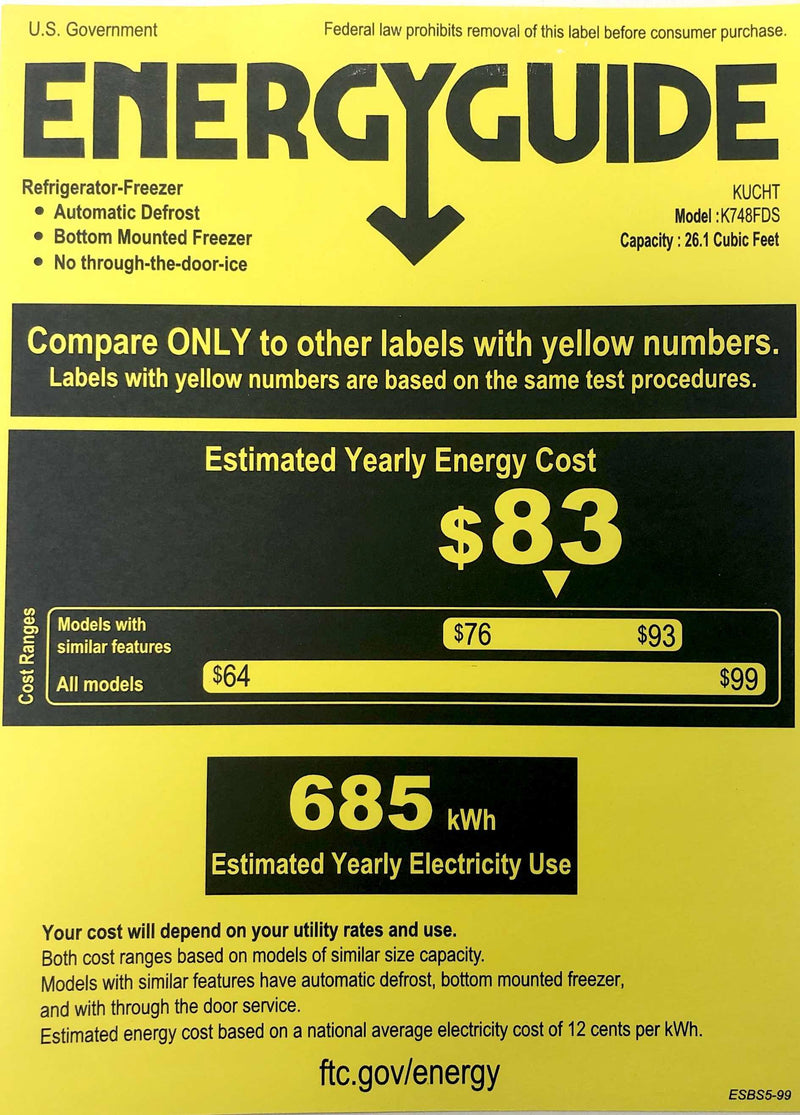 U.S. Government
Federal law prohibits removal of this label before consumer purchase.
ENERGYGUIDE
Refrigerator-Freezer
• Automatic Defrost
• Bottom Mounted Freezer
• No through-the-door-ice
KUCHT
Model :K748FDS
Capacity : 26.1 Cubic Feet
Compare ONLY to other labels with yellow numbers.
Labels with yellow numbers are based on the same test procedures.
Estimated Yearly Energy Cost
$83
Cost Ranges
Models with
similar features
$76 $93
All models
$64 $99
685 kWh
Estimated Yearly Electricity Use
Your cost will depend on your utility rates and use.
Both cost ranges based on models of similar size capacity.
Models with similar features have automatic defrost, bottom mounted freezer,
and with through the door service.
Estimated energy cost based on a national average electricity cost of 12 cents per kWh.
ftc.gov/energy
ESBS5-99